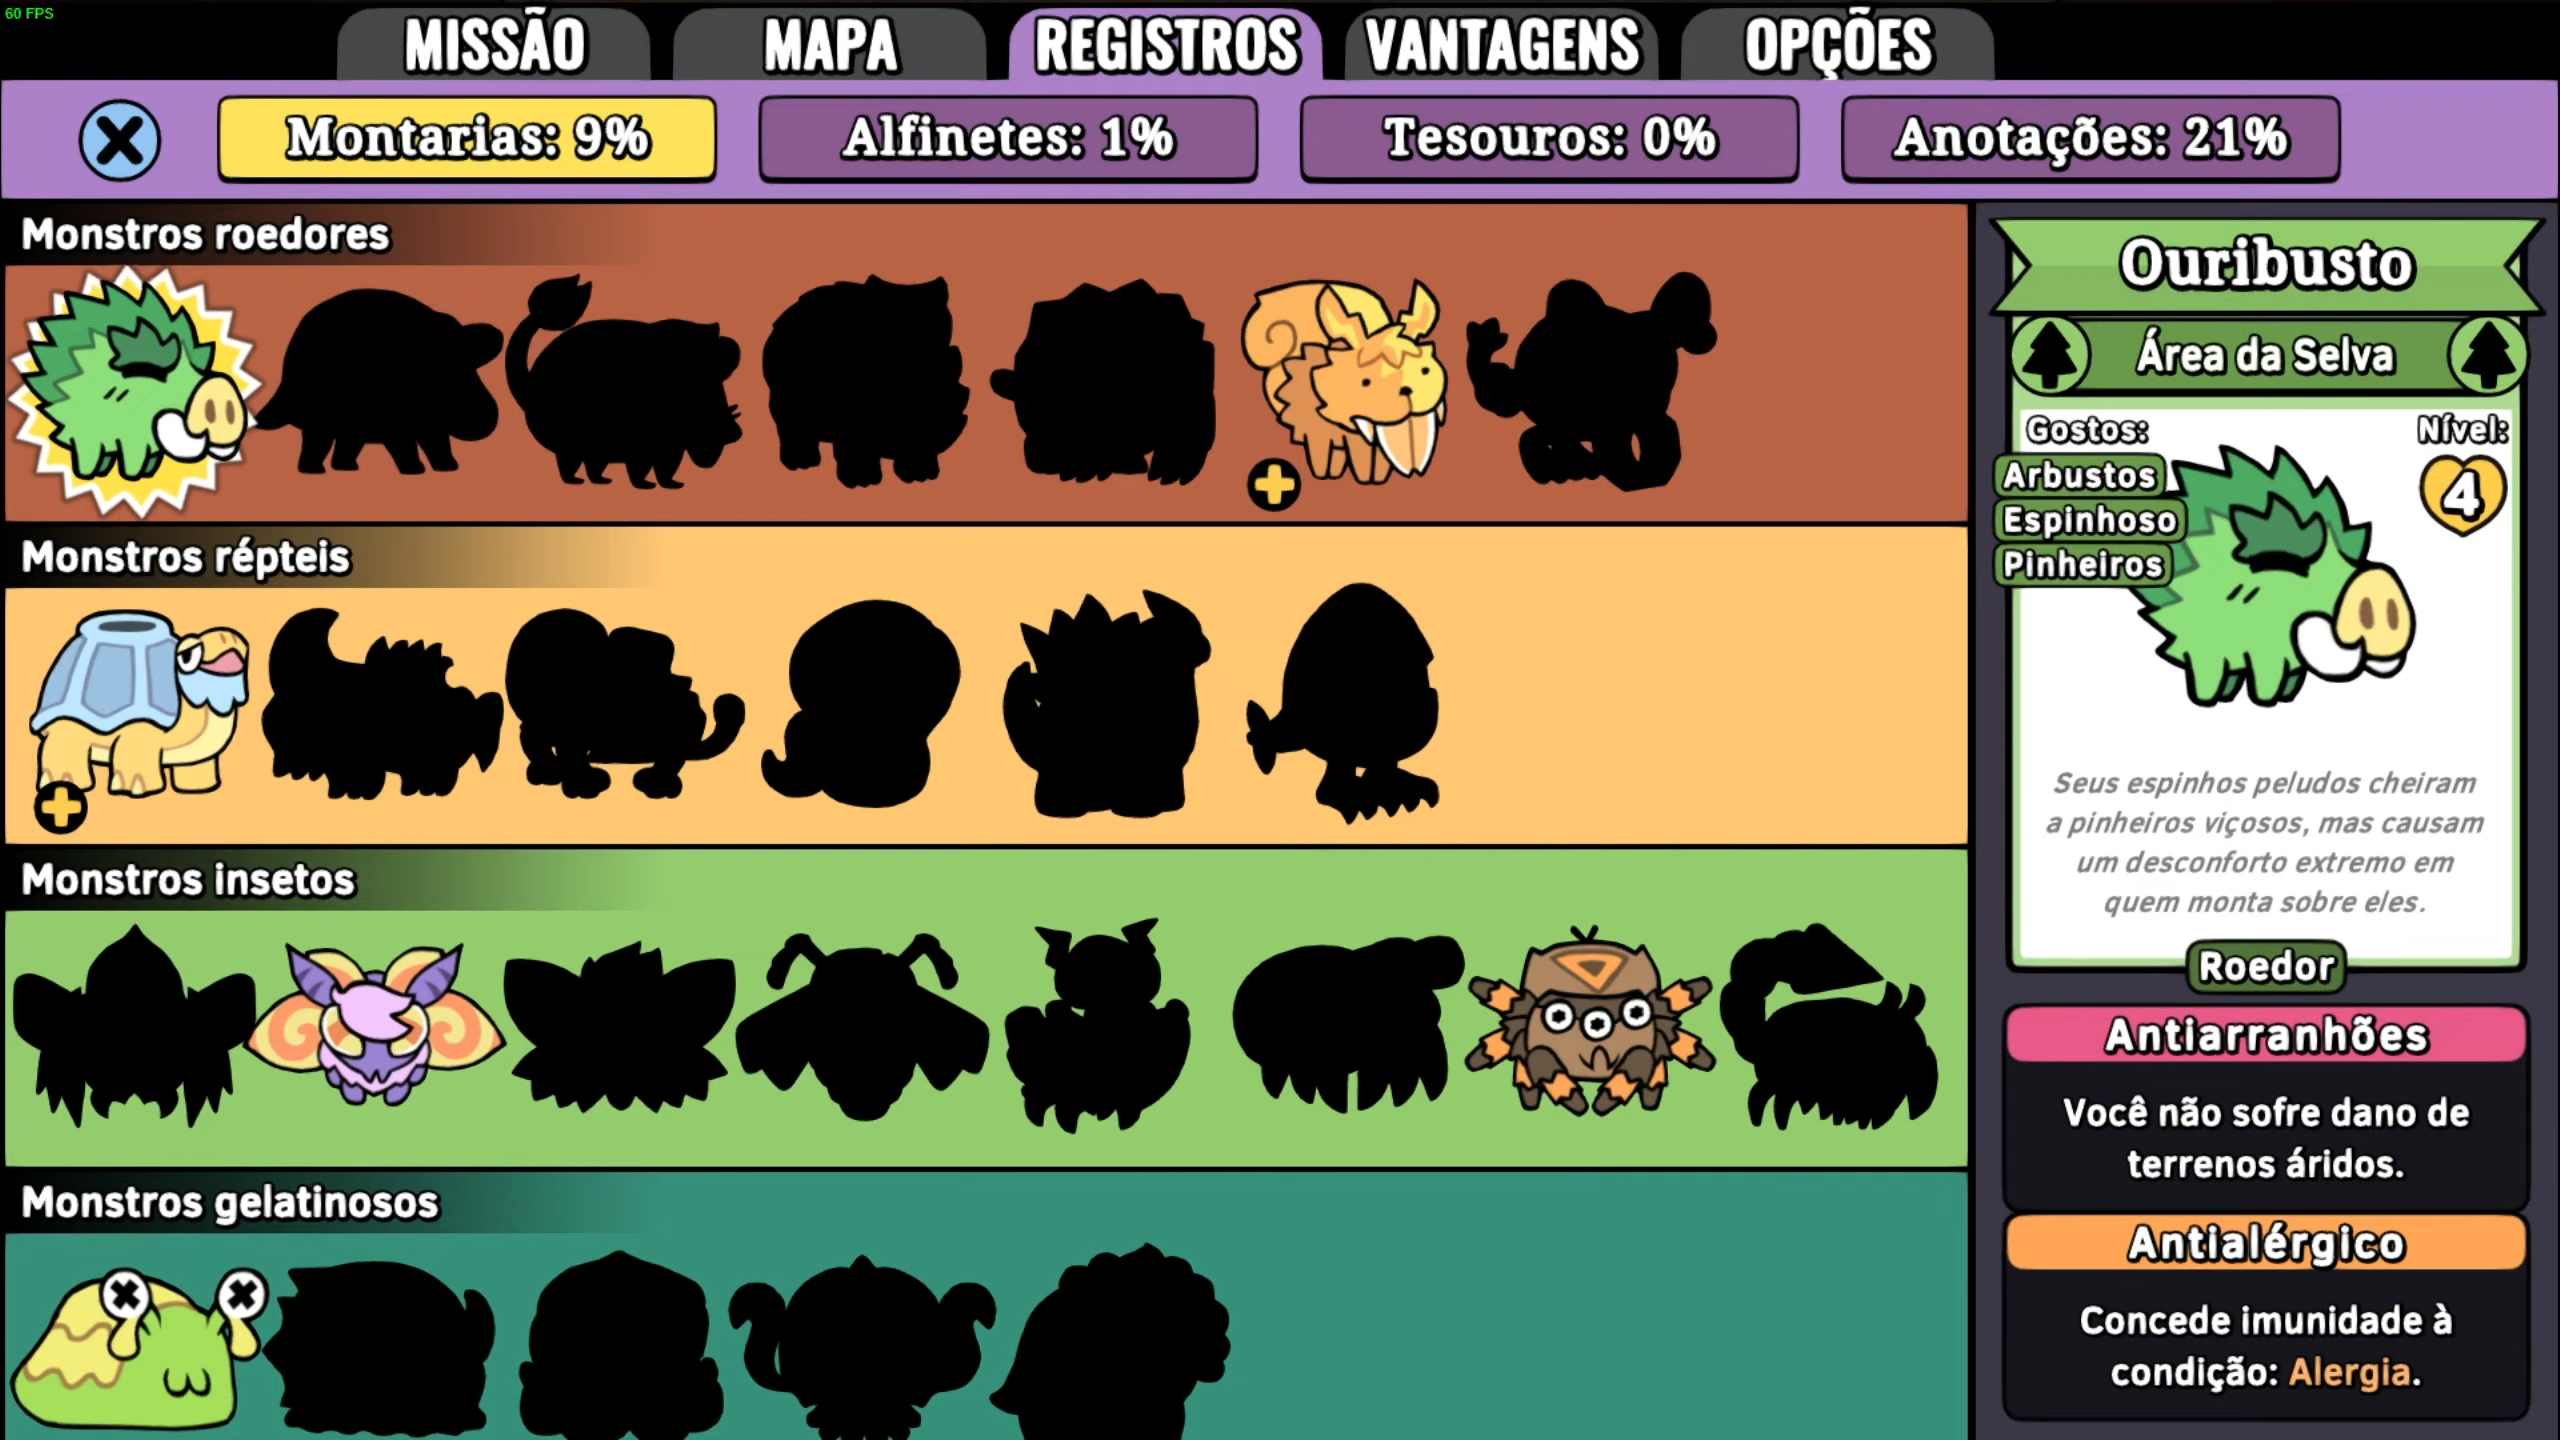 60 FPS
MISSÃO
MAPA
REGISTROS
VANTAGENS
OPÇÕES
Montarias: 9%
Alfinetes: 1%
Tesouros: 0%
Anotações: 21%
Monstros roedores
Monstros répteis
Monstros insetos
Monstros gelatinosos
Ouribusto
Área da Selva
Gostos:
Nível:
Arbustos
4
Espinhoso
Pinheiros
Seus espinhos peludos cheiram
a pinheiros viçosos, mas causam
um desconforto extremo em
quem monta sobre eles.
Roedor
Antiarranhões
Você não sofre dano de
terrenos áridos.
Antialérgico
Concede imunidade à
condição: Alergia.